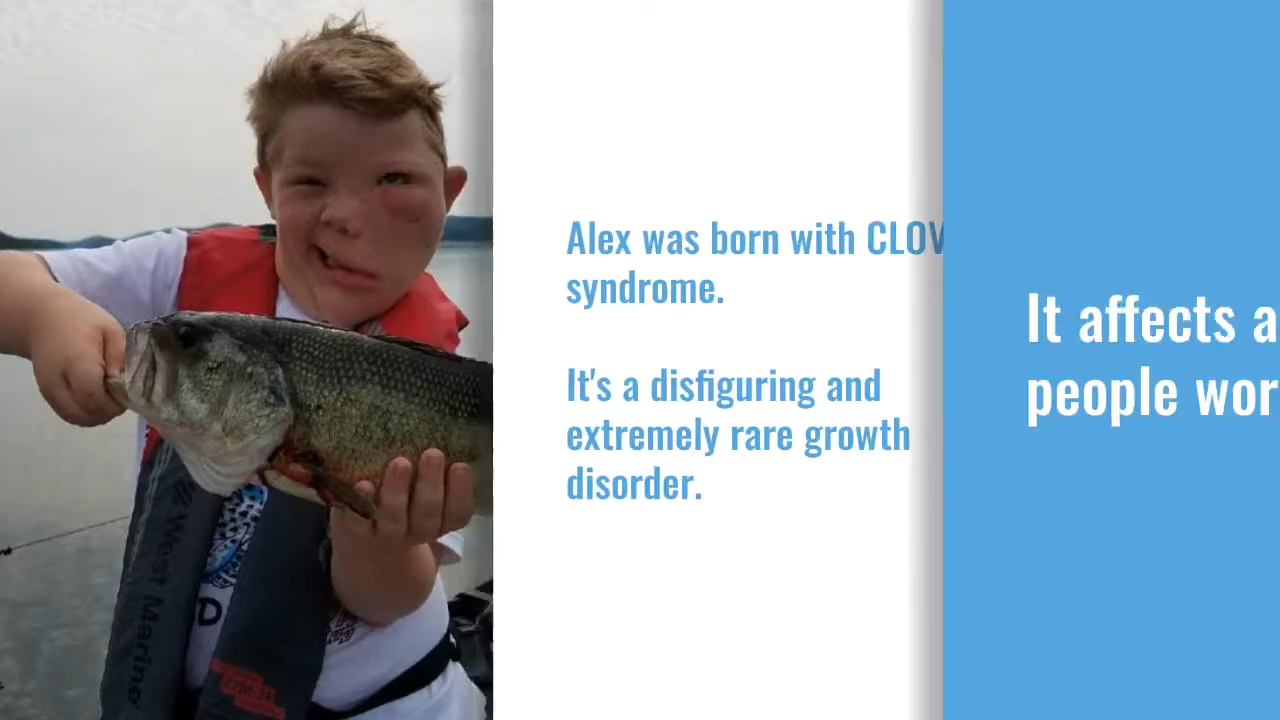 Alex was born with CLOV
syndrome.
It's a disfiguring and
extremely rare growth
disorder.
It affects a
people wor
West Marine